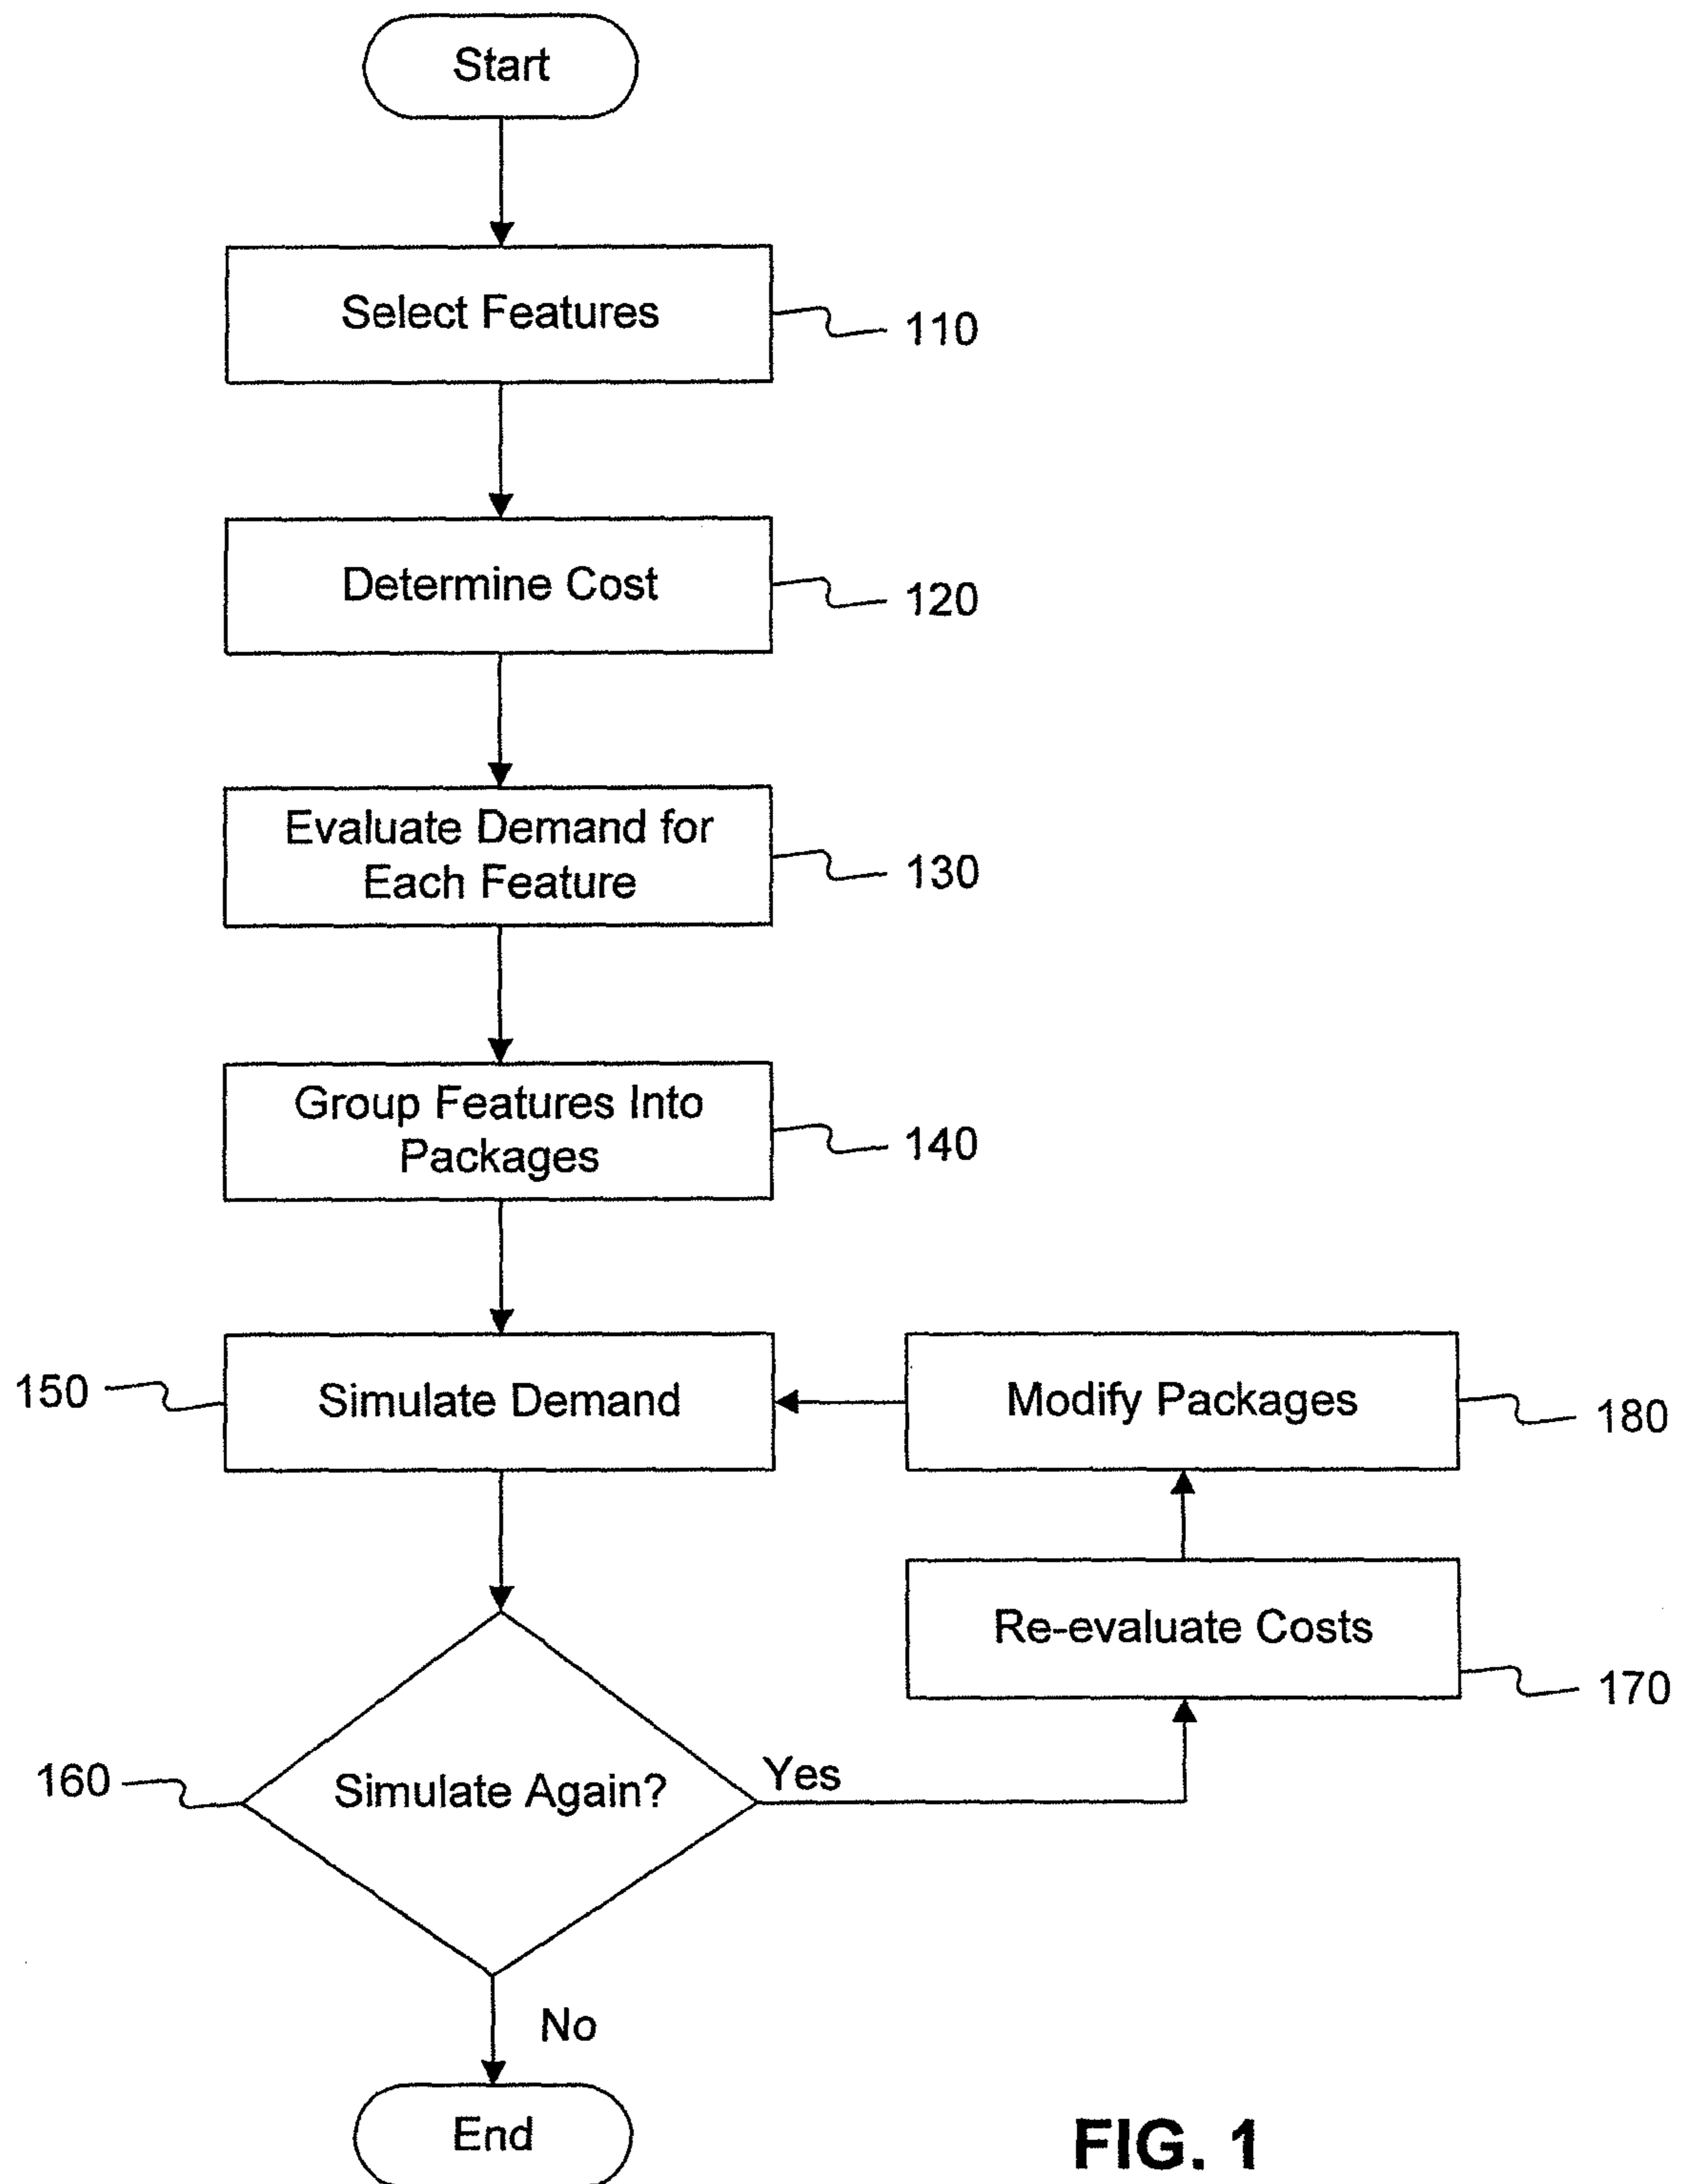 Start
Select Features
110
Determine Cost
120
Evaluate Demand for
Each Feature
130
Group Features Into
Packages
140
150
Simulate Demand
Modify Packages
180
Re-evaluate Costs
170
160
Simulate Again?
Yes
No
End
FIG. 1